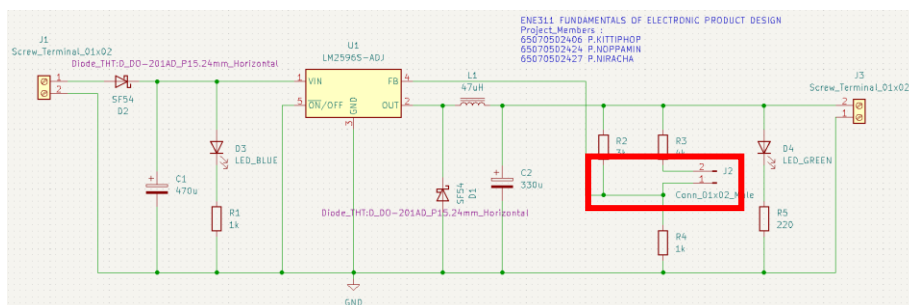 ENE311 FUNDAMENTALS OF ELECTRONIC PRODUCT DESIGN
Project_Members :
65070502406 P.KITTIPHOP
65070502424 P.NOPPAMIN
65070502427 P.NIRACHA
J1
Screw_Terminal_01x02
1
2
Diode_THT:D_DO-201AD_P15.24mm_Horizontal
SF54
D2
D3
LED_BLUE
C1
470u
R1
1k
U1
LM2596S-ADJ
1
VIN
FB
4
5
ON/OFF
GND
OUT
2
3
L1
47uH
SF54
D1
Diode_THT:D_DO-201AD_P15.24mm_Horizontal
C2
330u
GND
R2
3k
R3
4k
2
1
J2
Conn_01x02_Male
R4
1k
D4
LED_GREEN
R5
220
J3
Screw_Terminal_01x02
2
1